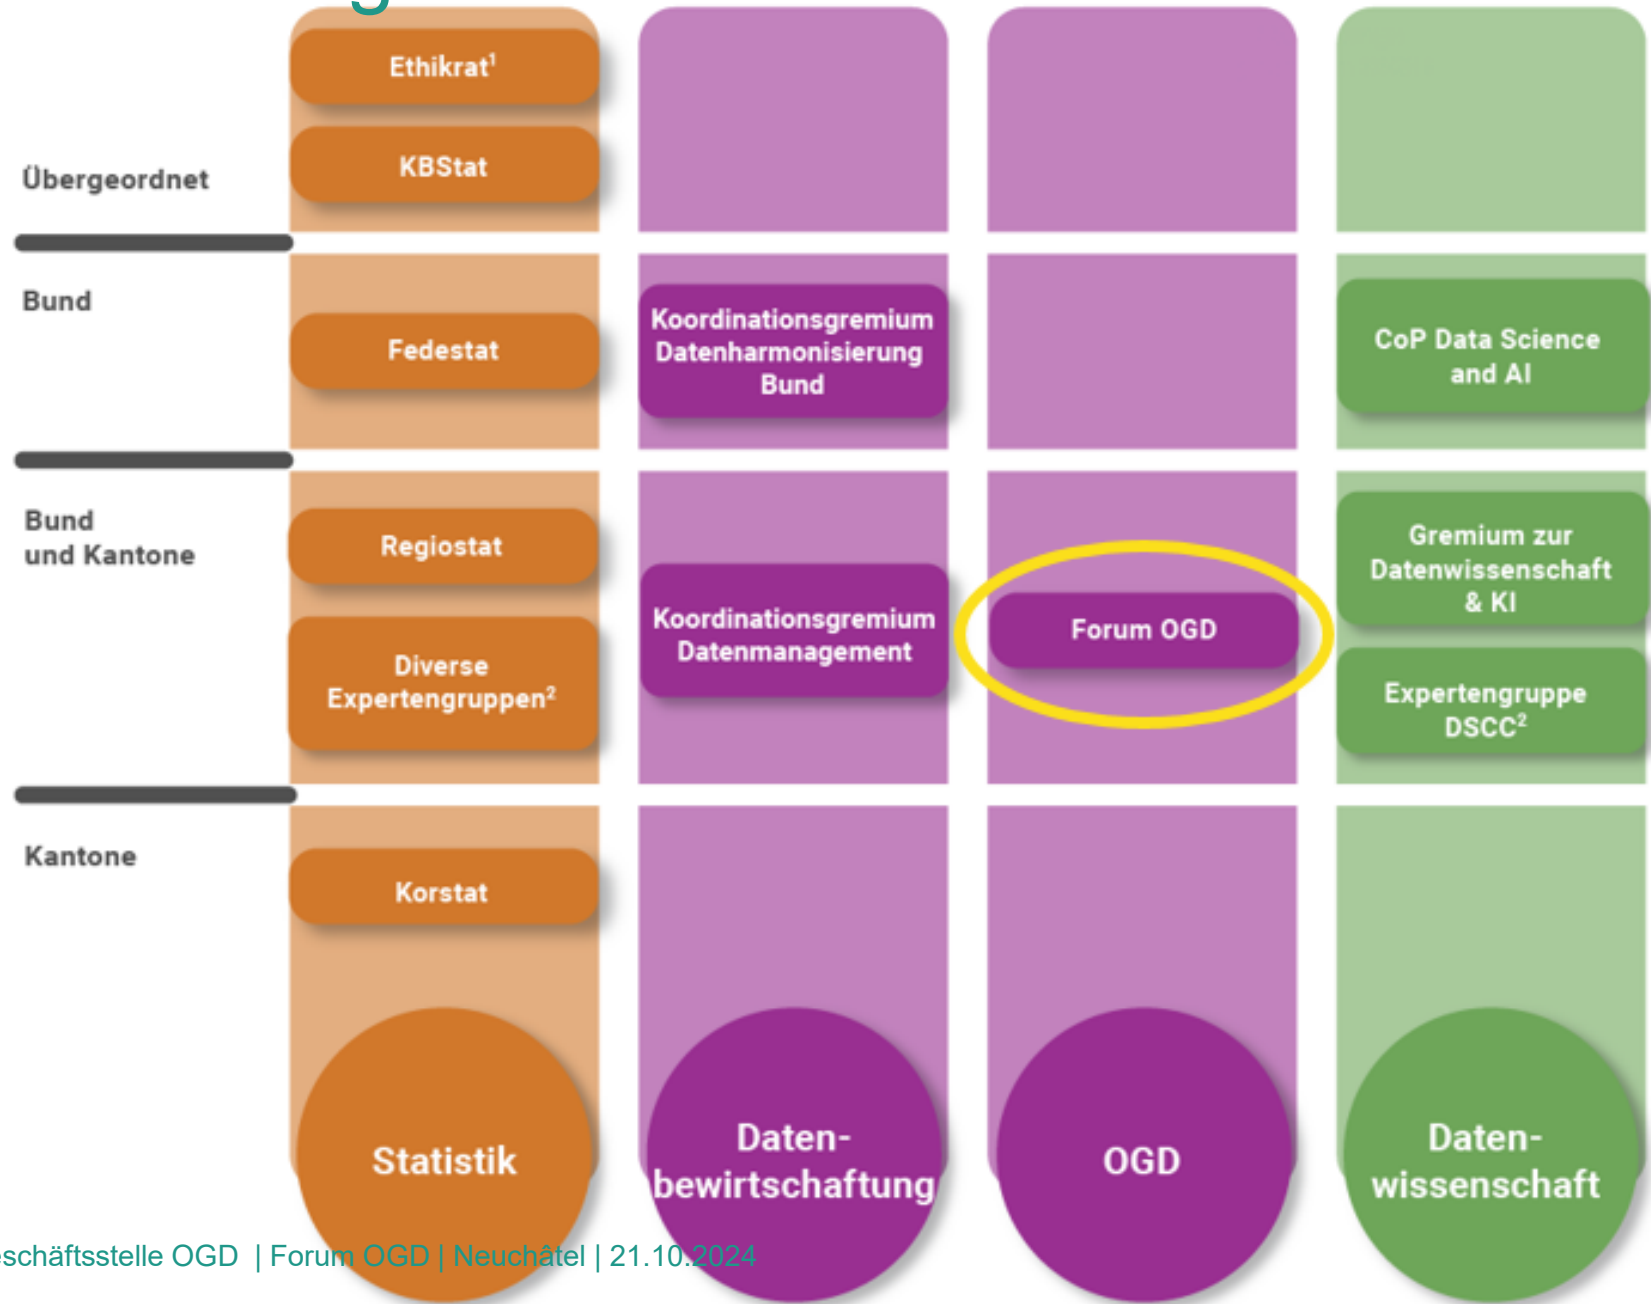 Ethikrat¹
KBStat
Übergeordnet
Bund
Fedestat
Koordinationsgremium
Datenharmonisierung
Bund
CoP Data Science
and AI
Bund
und Kantone
Regiostat
Diverse
Expertengruppen²
Koordinationsgremium
Datenmanagement
Forum OGD
Gremium zur
Datenwissenschaft
& KI
Expertengruppe
DSCC²
Kantone
Korstat
Statistik
Daten-
bewirtschaftung
OGD
Daten-
wissenschaft
OGD | Forum OGD | Neuchâtel | 21.10.2024